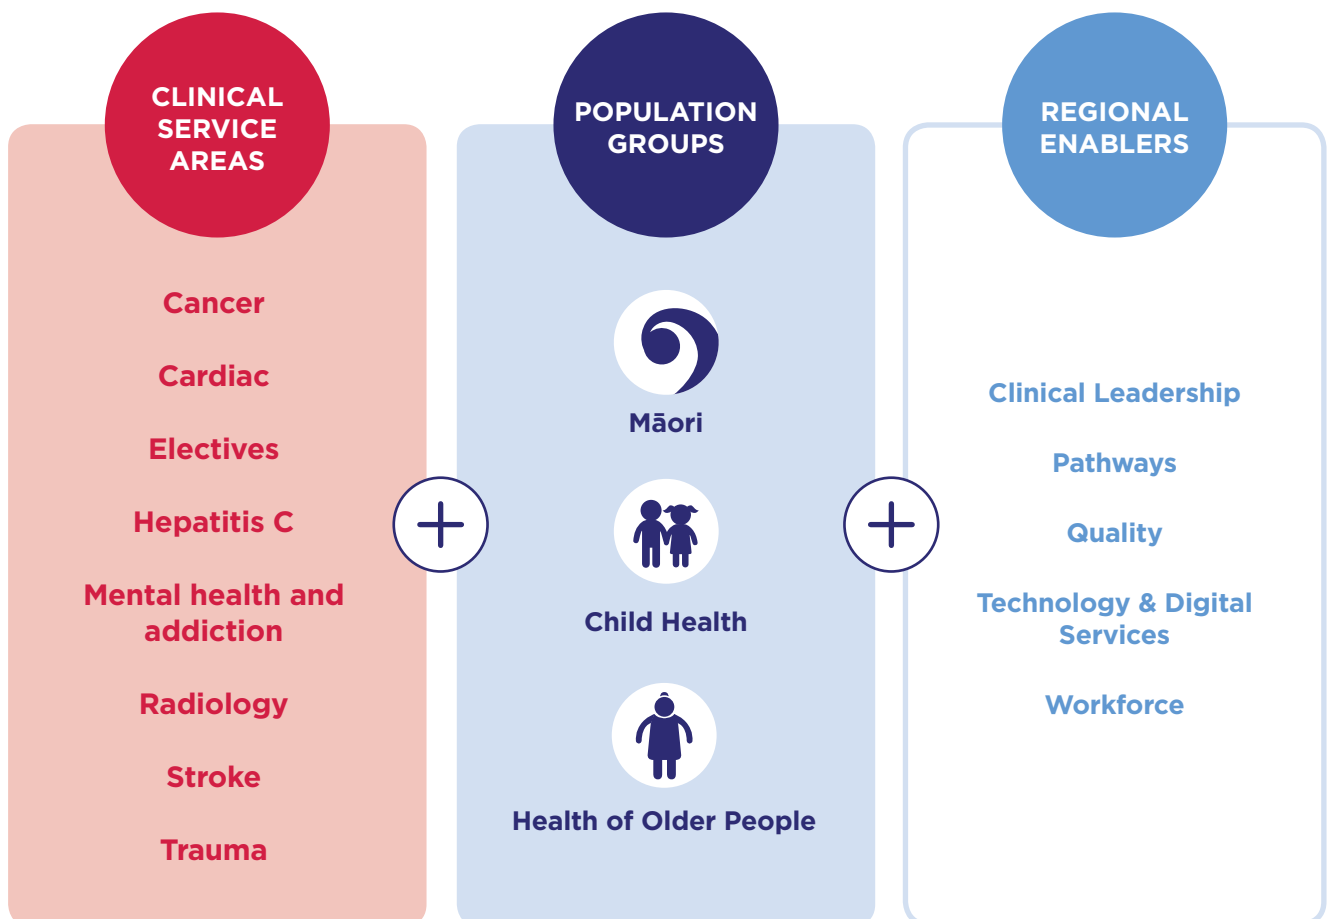 CLINICAL
SERVICE
AREAS
Cancer
Cardiac
Electives
Hepatitis C
Mental health and
addiction
Radiology
Stroke
Trauma
POPULATION
GROUPS
Māori
Child Health
Health of Older People
REGIONAL
ENABLERS
Clinical Leadership
Pathways
Quality
Technology & Digital
Services
Workforce